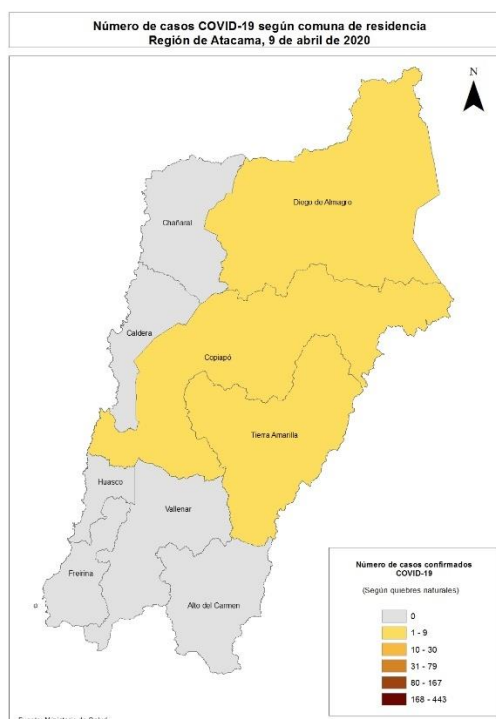 Número de casos COVID-19 según comuna de residencia
Región de Atacama, 9 de abril de 2020
N
Diego de Almagro
Chañaral
Caldera
Copiapó
Tierra Amarilla
Huasco
Vallenar
Freirina
Alto del Carmen
Número de casos confirmados
COVID-19
(Según quiebres naturales)
0
1 - 9
10 - 30
31 - 79
80 - 167
168 - 443